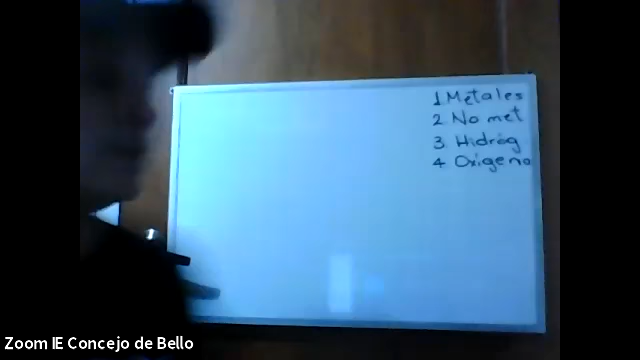 1 Metales
2 No met
3. Hidróg
4. Oxigeno
Zoom IE Concejo de Bello